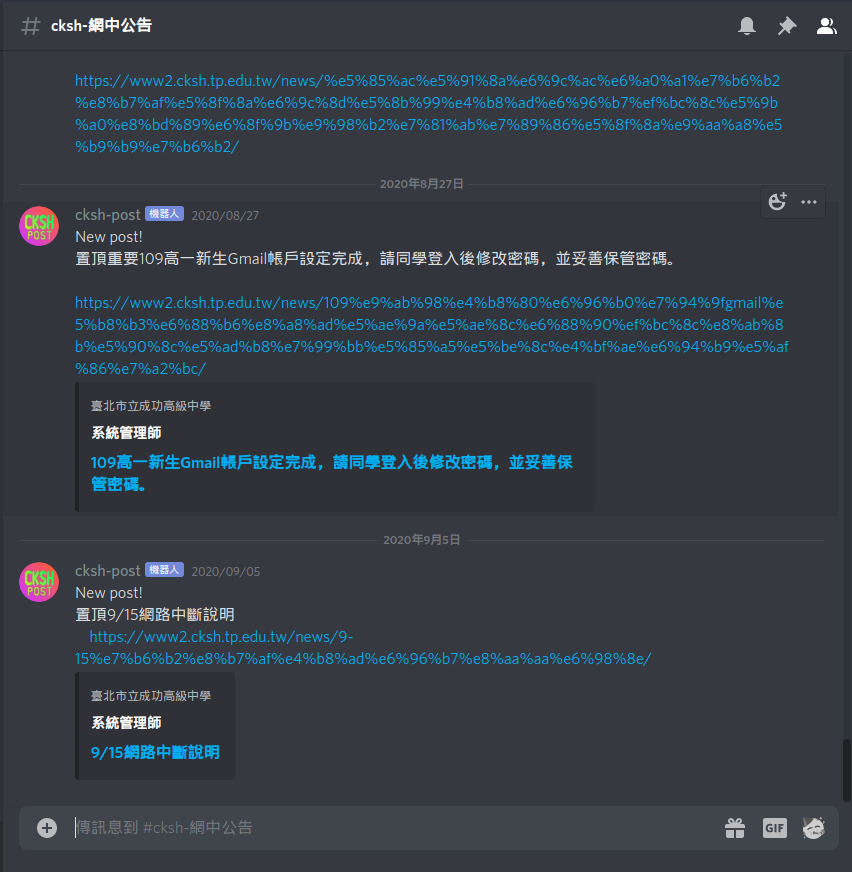 cksh-網中公告
https://www2.cksh.tp.edu.tw/news/%e5%85%ac%e5%91%8a%e6%9c%ac%e6%a0%a1%e7%b6%b2
%e8%b7%af%e5%8f%8a%e6%9c%8d%e5%8b%99%e4%b8%ad%e6%96%b7%ef%bc%8c%e5%9b
%a0%e8%bd%89%e6%8f%9b%e9%98%b2%e7%81%ab%e7%89%86%e5%8f%8a%e9%aa%a8%e5
%b9%b9%e7%b6%b2/
2020年8月27日
CKSH
POST
cksh-post 機器人 2020/08/27
New post!
置頂重要109高一新生Gmail帳戶設定完成，請同學登入後修改密碼，並妥善保管密碼。
https://www2.cksh.tp.edu.tw/news/109%e9%ab%98%e4%b8%80%e6%96%b0%e7%94%9fgmail%e
5%b8%b3%e6%88%b6%e8%a8%ad%e5%ae%9a%e5%ae%8c%e6%88%90%ef%bc%8c%e8%ab%8
b%e5%90%8c%e5%ad%b8%e7%99%bb%e5%85%a5%e5%be%8c%e4%bf%ae%e6%94%b9%e5%af
%86%e7%a2%bc/
臺北市立成功高級中學
系統管理師
109高一新生Gmail帳戶設定完成，請同學登入後修改密碼，並妥善保
管密碼。
2020年9月5日
CKSH
POST
cksh-post 機器人 2020/09/05
New post!
置頂9/15網路中斷說明
https://www2.cksh.tp.edu.tw/news/9-
15%e7%b6%b2%e8%b7%af%e4%b8%ad%e6%96%b7%e8%aa%aa%e6%98%8e/
臺北市立成功高級中學
系統管理師
9/15網路中斷說明
傳訊息到 #cksh-網中公告
GIF